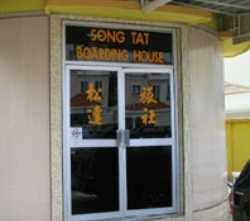 SONG TAT
BOARDING HOUSE
松達
旅社